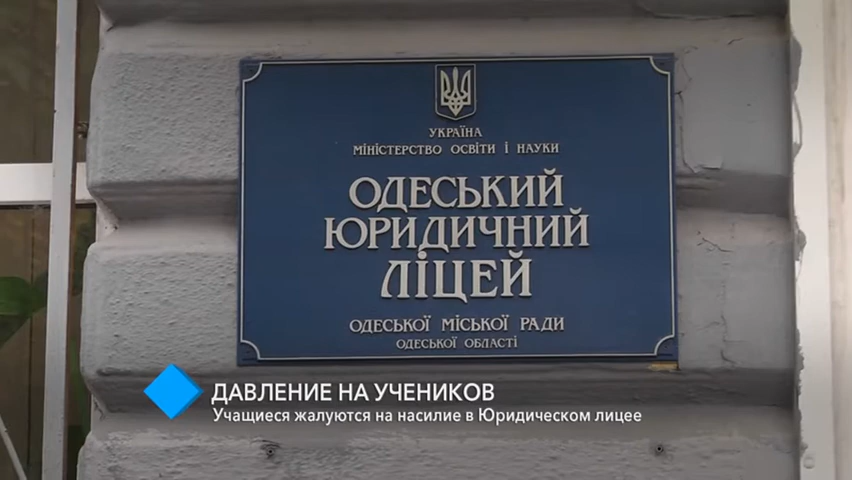 УКРАЇНА
МІНІСТЕРСТВО ОСВІТИ І НАУКИ
ОДЕСЬКИЙ
ЮРИДИЧНИЙ
ЛІЦЕЙ
ОДЕСЬКОЇ МІСЬКОЇ РАДИ
ОДЕСЬКОЇ ОБЛАСТІ
ДАВЛЕНИЕ НА УЧЕНИКОВ
Учащиеся жалуются на насилие в Юридическом лицее